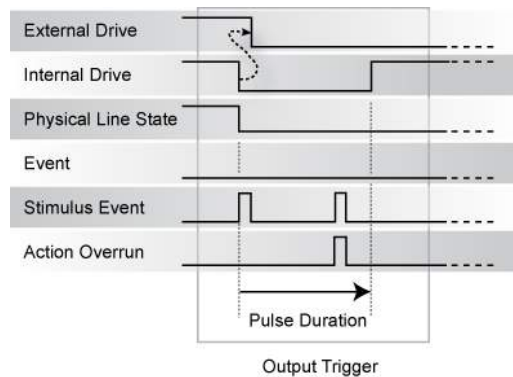 External Drive
Internal Drive
Physical Line State
Event
Stimulus Event
Action Overrun
Pulse Duration
Output Trigger